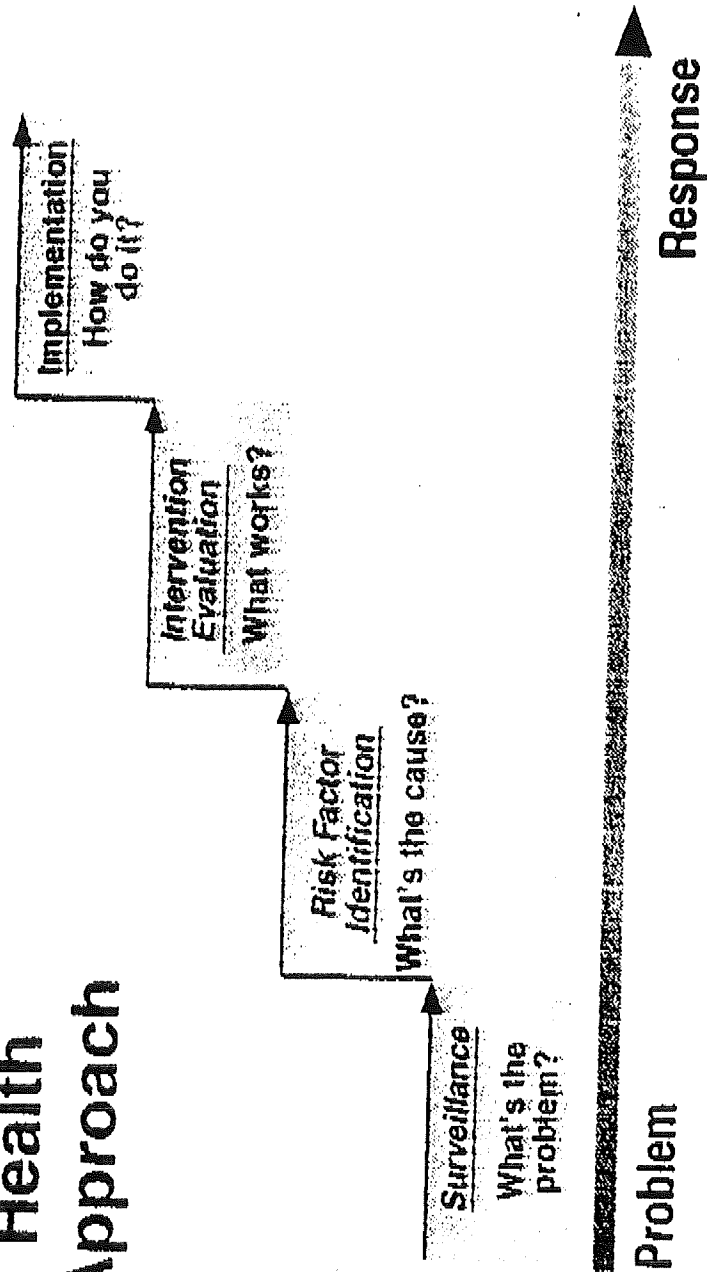 Health
Approach
Surveillance
What's the
problem?
Risk Factor
Identification
What's the cause?
Intervention
Evaluation
What works?
Implementation
How do you
do it?
Problem
Response